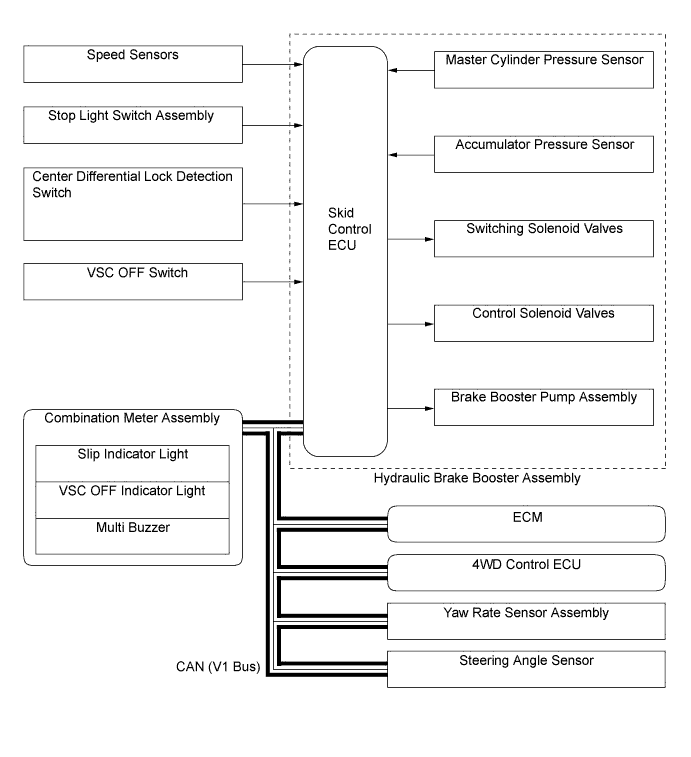 Speed Sensors
Stop Light Switch Assembly
Center Differential Lock Detection
Switch
VSC OFF Switch
Skid
Control
ECU
Master Cylinder Pressure Sensor
Accumulator Pressure Sensor
Switching Solenoid Valves
Control Solenoid Valves
Brake Booster Pump Assembly
Hydraulic Brake Booster Assembly
Combination Meter Assembly
Slip Indicator Light
VSC OFF Indicator Light
Multi Buzzer
ECM
4WD Control ECU
Yaw Rate Sensor Assembly
Steering Angle Sensor
CAN (V1 Bus)